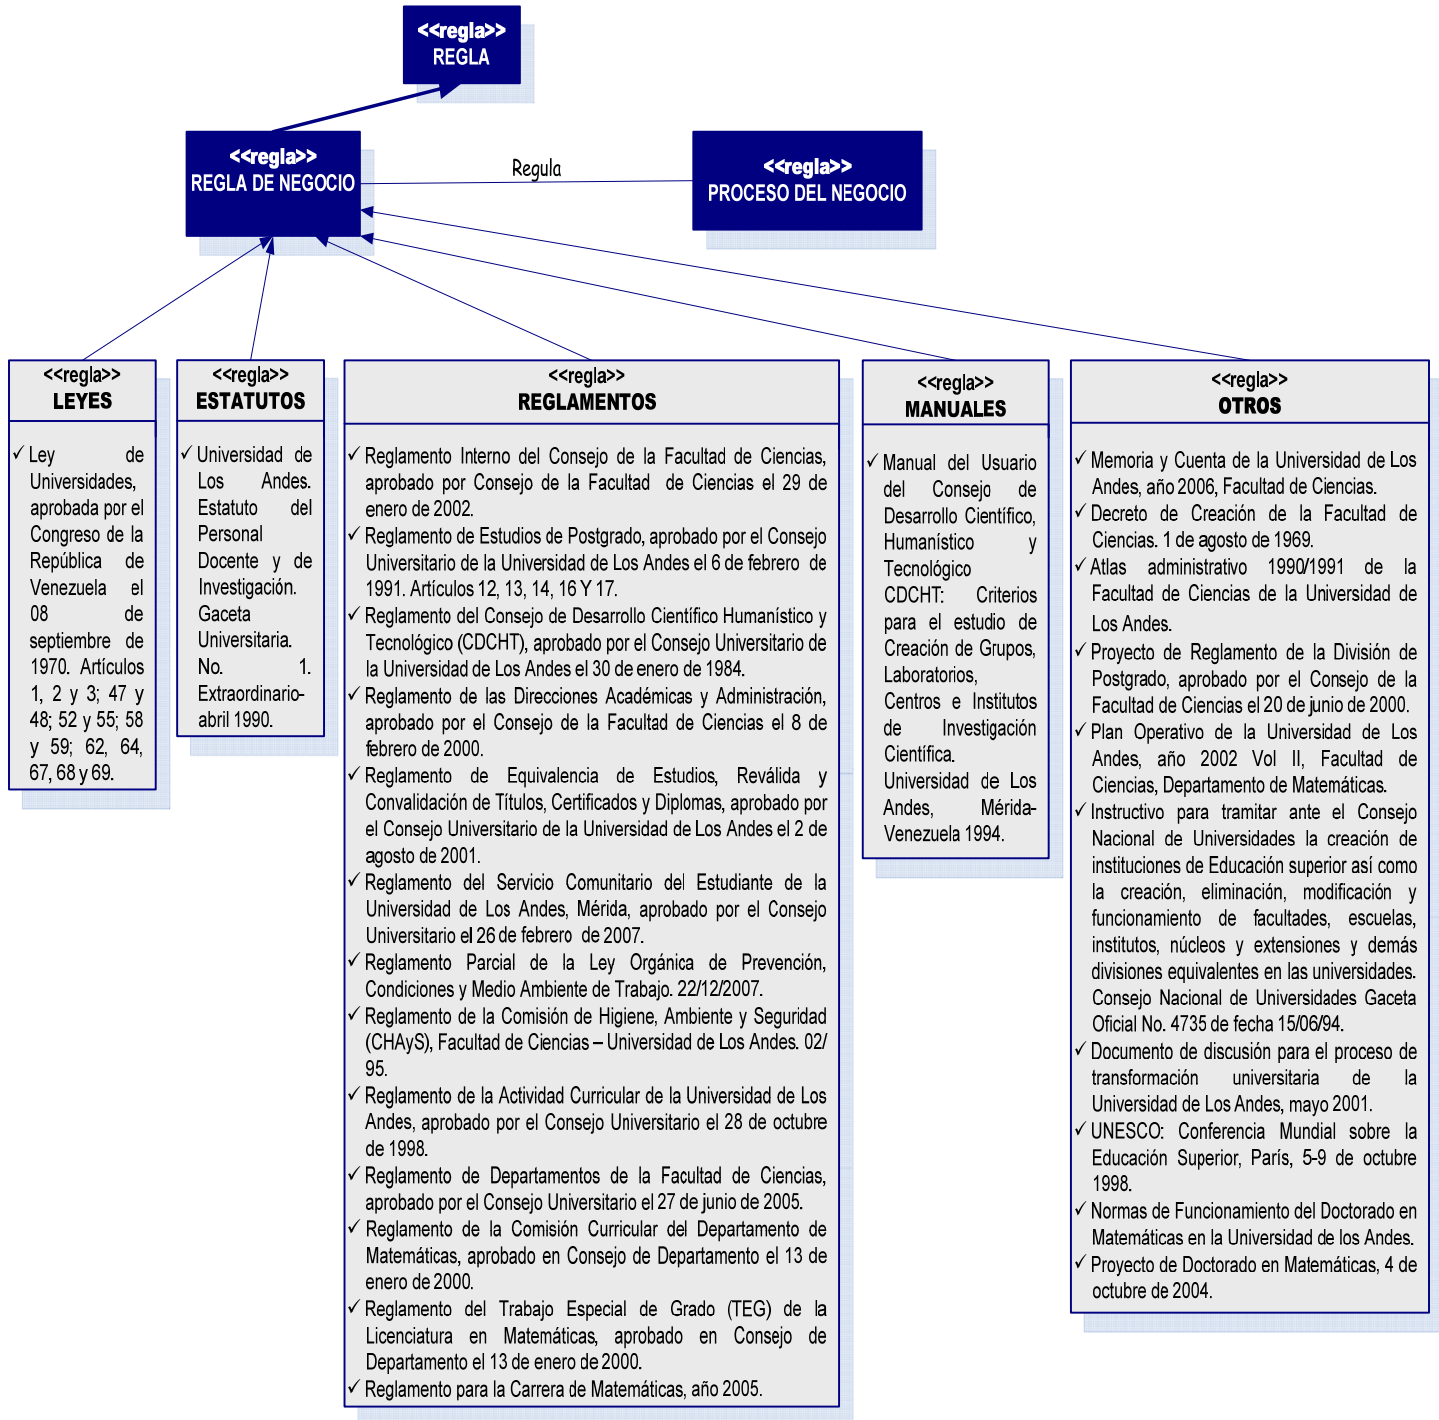 <<regla>>
REGLA
<<regla>>
REGLA DE NEGOCIO
Regula
<<regla>>
PROCESO DEL NEGOCIO
<<regla>>
LEYES
✓ Ley de
Universidades,
aprobada por el
Congreso de la
República de
Venezuela el
08 de
septiembre de
1970. Artículos
1, 2 y 3; 47 y
48; 52 y 55; 58
y 59; 62, 64,
67, 68 y 69.
<<regla>>
ESTATUTOS
✓ Universidad de
Los Andes.
Estatuto del
Personal
Docente y de
Investigación.
Gaceta
Universitaria.
No. 1.
Extraordinario-
abril 1990.
<<regla>>
REGLAMENTOS
✓ Reglamento Interno del Consejo de la Facultad de Ciencias,
aprobado por Consejo de la Facultad de Ciencias el 29 de
enero de 2002.
✓ Reglamento de Estudios de Postgrado, aprobado por el Consejo
Universitario de la Universidad de Los Andes el 6 de febrero de
1991. Artículos 12, 13, 14, 16 Y 17.
✓ Reglamento del Consejo de Desarrollo Científico Humanístico y
Tecnológico (CDCHT), aprobado por el Consejo Universitario de
la Universidad de Los Andes el 30 de enero de 1984.
✓ Reglamento de las Direcciones Académicas y Administración,
aprobado por el Consejo de la Facultad de Ciencias el 8 de
febrero de 2000.
✓ Reglamento de Equivalencia de Estudios, Reválida y
Convalidación de Títulos, Certificados y Diplomas, aprobado por
el Consejo Universitario de la Universidad de Los Andes el 2 de
agosto de 2001.
✓ Reglamento del Servicio Comunitario del Estudiante de la
Universidad de Los Andes, Mérida, aprobado por el Consejo
Universitario el 26 de febrero de 2007.
✓ Reglamento Parcial de la Ley Orgánica de Prevención,
Condiciones y Medio Ambiente de Trabajo. 22/12/2007.
✓ Reglamento de la Comisión de Higiene, Ambiente y Seguridad
(CHAyS), Facultad de Ciencias – Universidad de Los Andes. 02/
95.
✓ Reglamento de la Actividad Curricular de la Universidad de Los
Andes, aprobado por el Consejo Universitario el 28 de octubre
de 1998.
✓ Reglamento de Departamentos de la Facultad de Ciencias,
aprobado por el Consejo Universitario el 27 de junio de 2005.
✓ Reglamento de la Comisión Curricular del Departamento de
Matemáticas, aprobado en Consejo de Departamento el 13 de
enero de 2000.
✓ Reglamento del Trabajo Especial de Grado (TEG) de la
Licenciatura en Matemáticas, aprobado en Consejo de
Departamento el 13 de enero de 2000.
✓ Reglamento para la Carrera de Matemáticas, año 2005.
<<regla>>
MANUALES
✓ Manual del Usuario
del Consejo de
Desarrollo Científico,
Humanístico y
Tecnológico
CDCHT: Criterios
para el estudio de
Creación de Grupos,
Laboratorios,
Centros e Institutos
de Investigación
Científica.
Universidad de Los
Andes, Mérida-
Venezuela 1994.
<<regla>>
OTROS
✓ Memoria y Cuenta de la Universidad de Los
Andes, año 2006, Facultad de Ciencias.
✓ Decreto de Creación de la Facultad de
Ciencias. 1 de agosto de 1969.
✓ Atlas administrativo 1990/1991 de la
Facultad de Ciencias de la Universidad de
Los Andes.
✓ Proyecto de Reglamento de la División de
Postgrado, aprobado por el Consejo de la
Facultad de Ciencias el 20 de junio de 2000.
✓ Plan Operativo de la Universidad de Los
Andes, año 2002 Vol II, Facultad de
Ciencias, Departamento de Matemáticas.
✓ Instructivo para tramitar ante el Consejo
Nacional de Universidades la creación de
instituciones de Educación superior así como
la creación, eliminación, modificación y
funcionamiento de facultades, escuelas,
institutos, núcleos y extensiones y demás
divisiones equivalentes en las universidades.
Consejo Nacional de Universidades Gaceta
Oficial No. 4735 de fecha 15/06/94.
✓ Documento de discusión para el proceso de
transformación universitaria de la
Universidad de Los Andes, mayo 2001.
✓ UNESCO: Conferencia Mundial sobre la
Educación Superior, París, 5-9 de octubre
1998.
✓ Normas de Funcionamiento del Doctorado en
Matemáticas en la Universidad de los Andes.
✓ Proyecto de Doctorado en Matemáticas, 4 de
octubre de 2004.